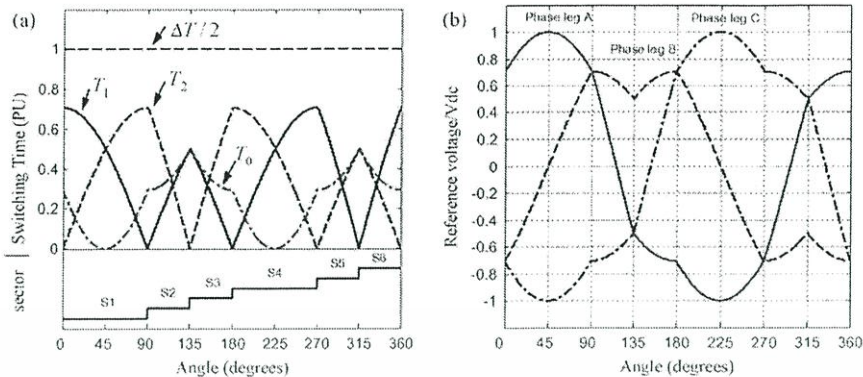 (a)
ΔT/2
1
0.8
0.6
0.4
0.2
0
T1
T2
T0
Switching Time (PU)
sector
S1
S2
S3
S4
S5
S6
0 45 90 135 180 225 270 315 360
Angle (degrees)
(b)
Phase leg A
Phase leg B
Phase leg C
1
0.8
0.6
0.4
0.2
0
-0.2
-0.4
-0.6
-0.8
-1
Reference voltage/Vdc
0 45 90 135 180 225 270 315 360
Angle (degrees)